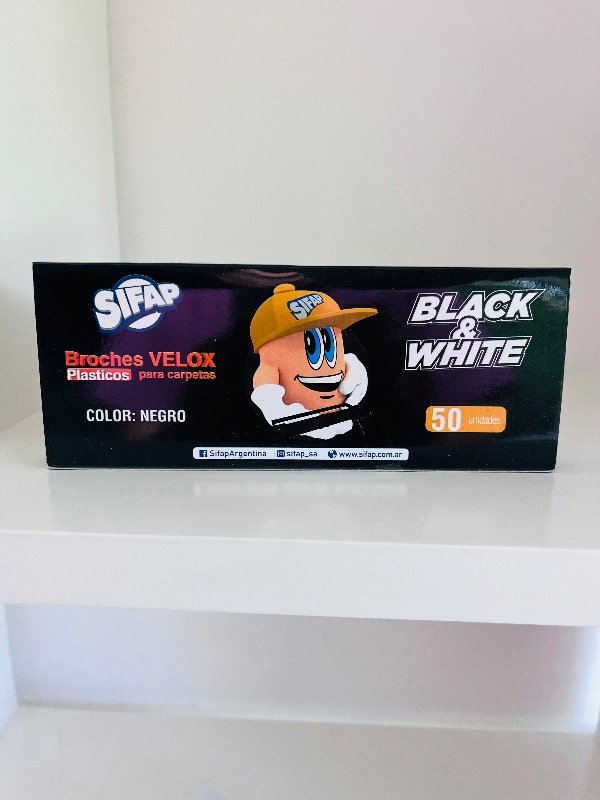 SIFAP
Broches VELOX
Plasticos para carpetas
COLOR: NEGRO
SIFAP
BLACK
&
WHITE
50 unidades
SifapArgentina sifap_sa www.sifap.com.ar